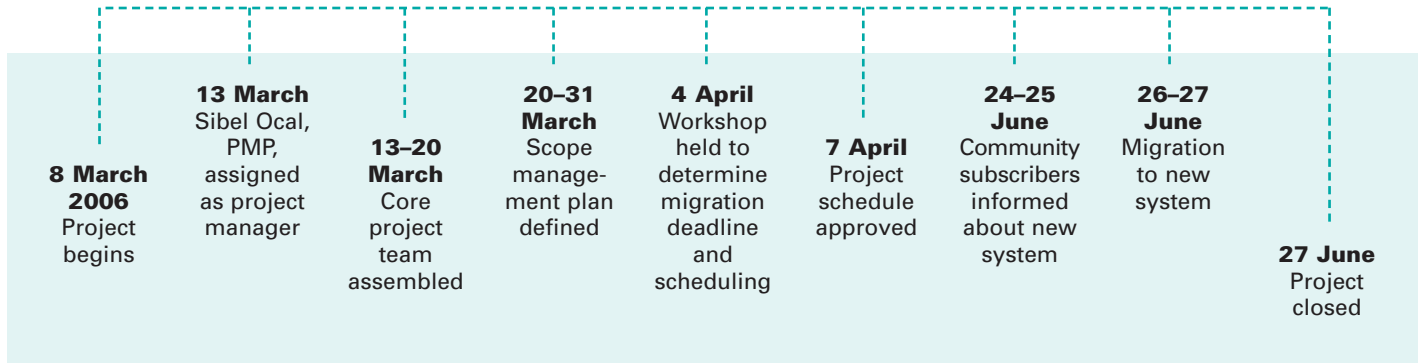 8 March
2006
Project
begins
13 March
Sibel Ocal,
PMP,
assigned
as project
manager
13–20
March
Core
project
team
assembled
20–31
March
Scope
manage-
ment plan
defined
4 April
Workshop
held to
determine
migration
deadline
and
scheduling
7 April
Project
schedule
approved
24–25
June
Community
subscribers
informed
about new
system
26–27
June
Migration
to new
system
27 June
Project
closed